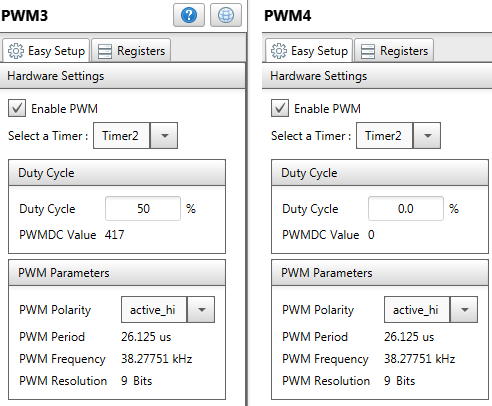 PWM3
Easy Setup Registers
Hardware Settings
Enable PWM
Select a Timer : Timer2
Duty Cycle
Duty Cycle 50 %
PWMDC Value 417
PWM Parameters
PWM Polarity active_hi
PWM Period 26.125 us
PWM Frequency 38.27751 kHz
PWM Resolution 9 Bits
PWM4
Easy Setup Registers
Hardware Settings
Enable PWM
Select a Timer : Timer2
Duty Cycle
Duty Cycle 0.0 %
PWMDC Value 0
PWM Parameters
PWM Polarity active_hi
PWM Period 26.125 us
PWM Frequency 38.27751 kHz
PWM Resolution 9 Bits